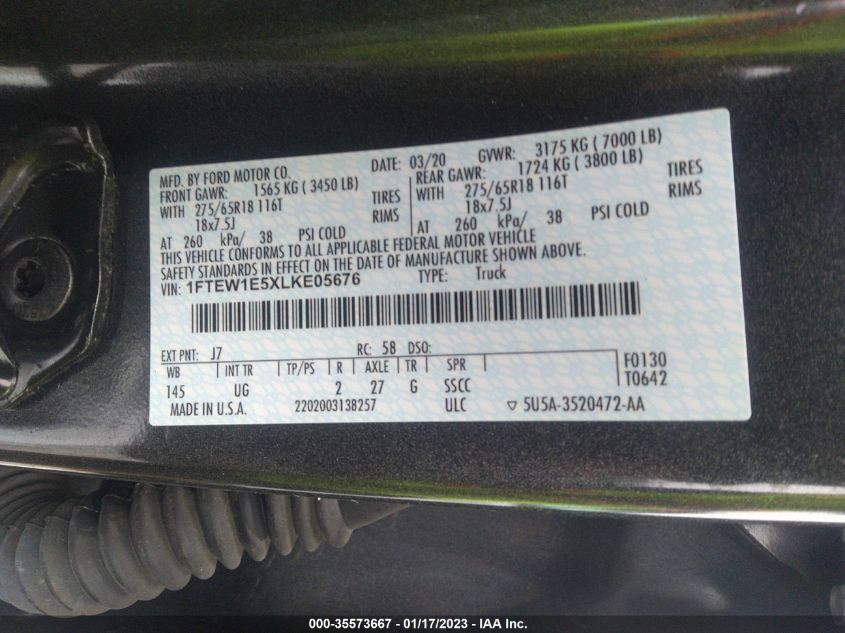 MFD. BY FORD MOTOR CO. DATE: 03/20 GVWR: 3175 KG ( 7000 LB)
FRONT GAWR: 1565 KG ( 3450 LB) REAR GAWR: 1724 KG ( 3800 LB)
WITH 275/65R18 116T TIRES WITH 275/65R18 116T TIRES
18x7.5J RIMS 18x7.5J RIMS
AT 260 kPa/ 38 PSI COLD AT 260 kPa/ 38 PSI COLD
THIS VEHICLE CONFORMS TO ALL APPLICABLE FEDERAL MOTOR VEHICLE
SAFETY STANDARDS IN EFFECT ON THE DATE OF MANUFACTURE SHOWN ABOVE.
VIN: 1FTEW1E5XLKE05676 TYPE: Truck
EXT PNT: J7 RC: 58 DSO: F0130
WB INT TR TP/PS R AXLE TR SPR T0642
145 UG 2 27 G SSCC
MADE IN U.S.A. 2202003138257 ULC ▽ 5U5A-3520472-AA
000-35573667 - 01/17/2023 - IAA Inc.